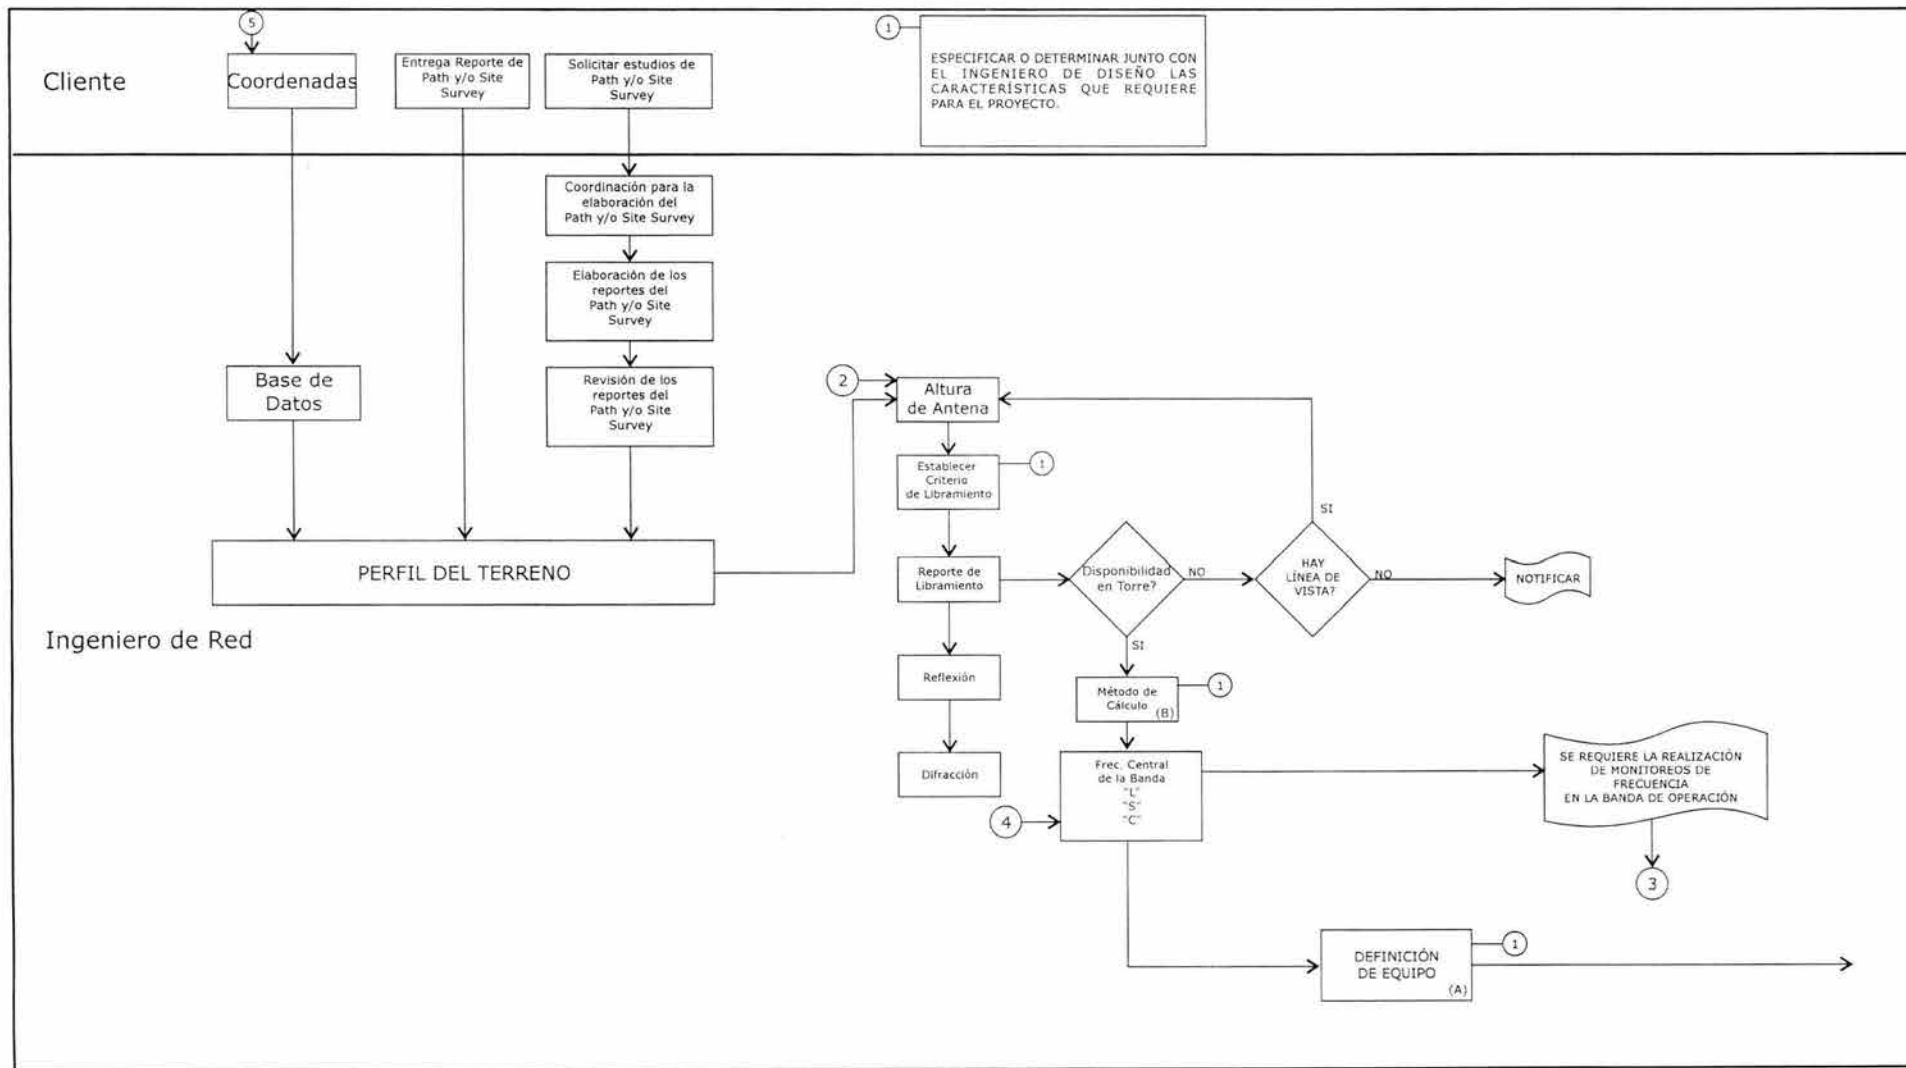 Cliente
5
Coordenadas
Entrega Reporte de
Path y/o Site
Survey
Solicitar estudios de
Path y/o Site
Survey
1
ESPECIFICAR O DETERMINAR JUNTO CON
EL INGENIERO DE DISEÑO LAS
CARACTERÍSTICAS QUE REQUIERE
PARA EL PROYECTO.
Ingeniero de Red
Coordinación para la
elaboración del
Path y/o Site Survey
Elaboración de los
reportes del
Path y/o Site
Survey
Base de
Datos
Revisión de los
reportes del
Path y/o Site
Survey
PERFIL DEL TERRENO
2
Altura
de Antena
Establecer
Criterio
de Libramiento
1
Reporte de
Libramiento
Disponibilidad
en Torre?
NO
SI
HAY
LÍNEA DE
VISTA?
SI
NO
NOTIFICAR
Reflexión
Difracción
Método de
Cálculo
(B)
1
Frec. Central
de la Banda
"L"
"S"
"C"
4
SE REQUIERE LA REALIZACIÓN
DE MONITOREOS DE
FRECUENCIA
EN LA BANDA DE OPERACIÓN
3
DEFINICIÓN
DE EQUIPO
(A)
1